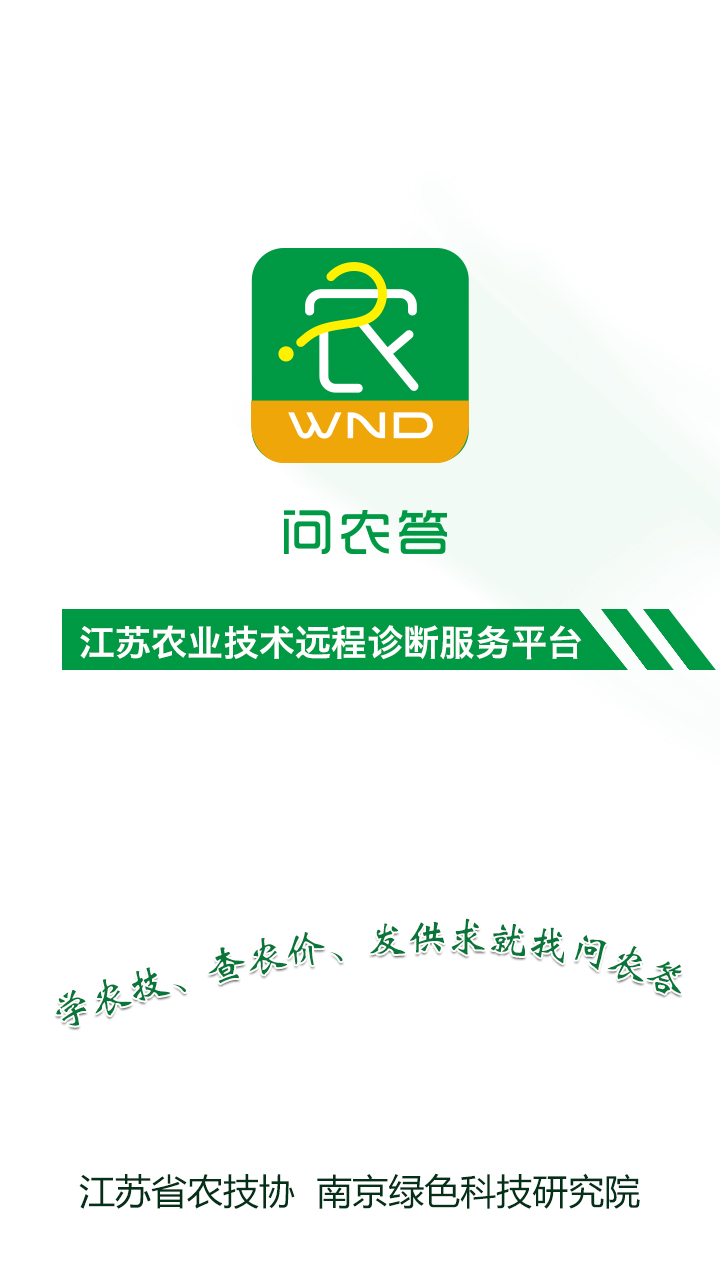 农
WND
问农答
江苏农业技术远程诊断服务平台
学农技、查农价、发供求就找问农答
江苏省农技协 南京绿色科技研究院